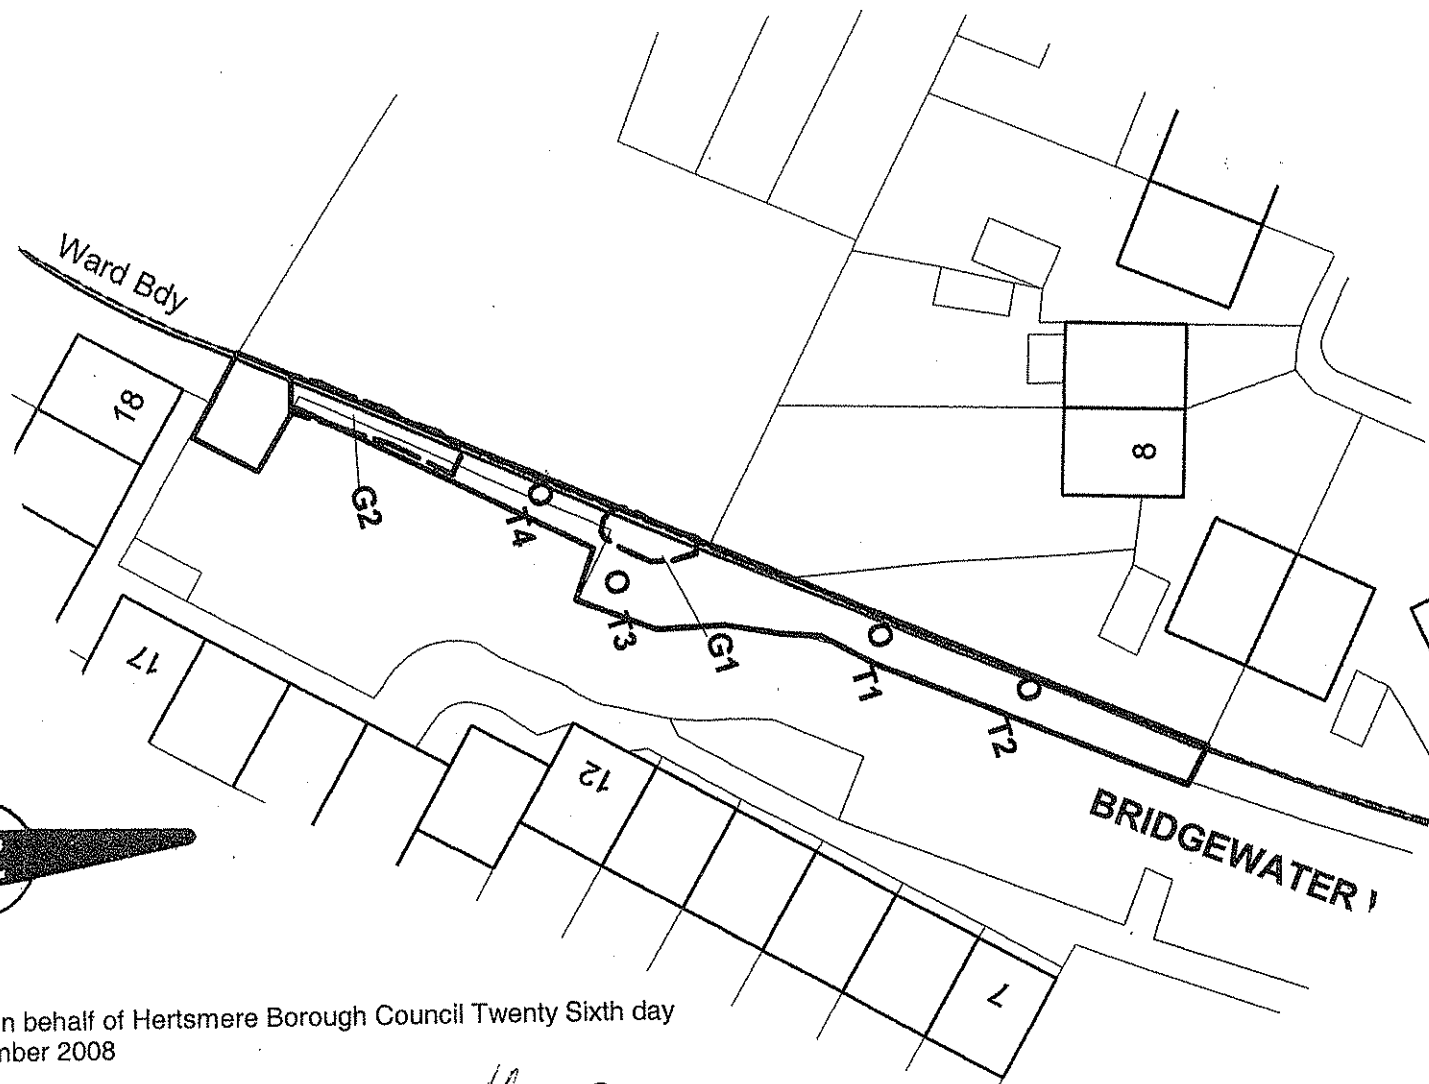 Ward Bdy
18
8
G2
T4
T3
G1
T1
T2
17
12
BRIDGEWATER
7
n behalf of Hertsmere Borough Council Twenty Sixth day
mber 2008